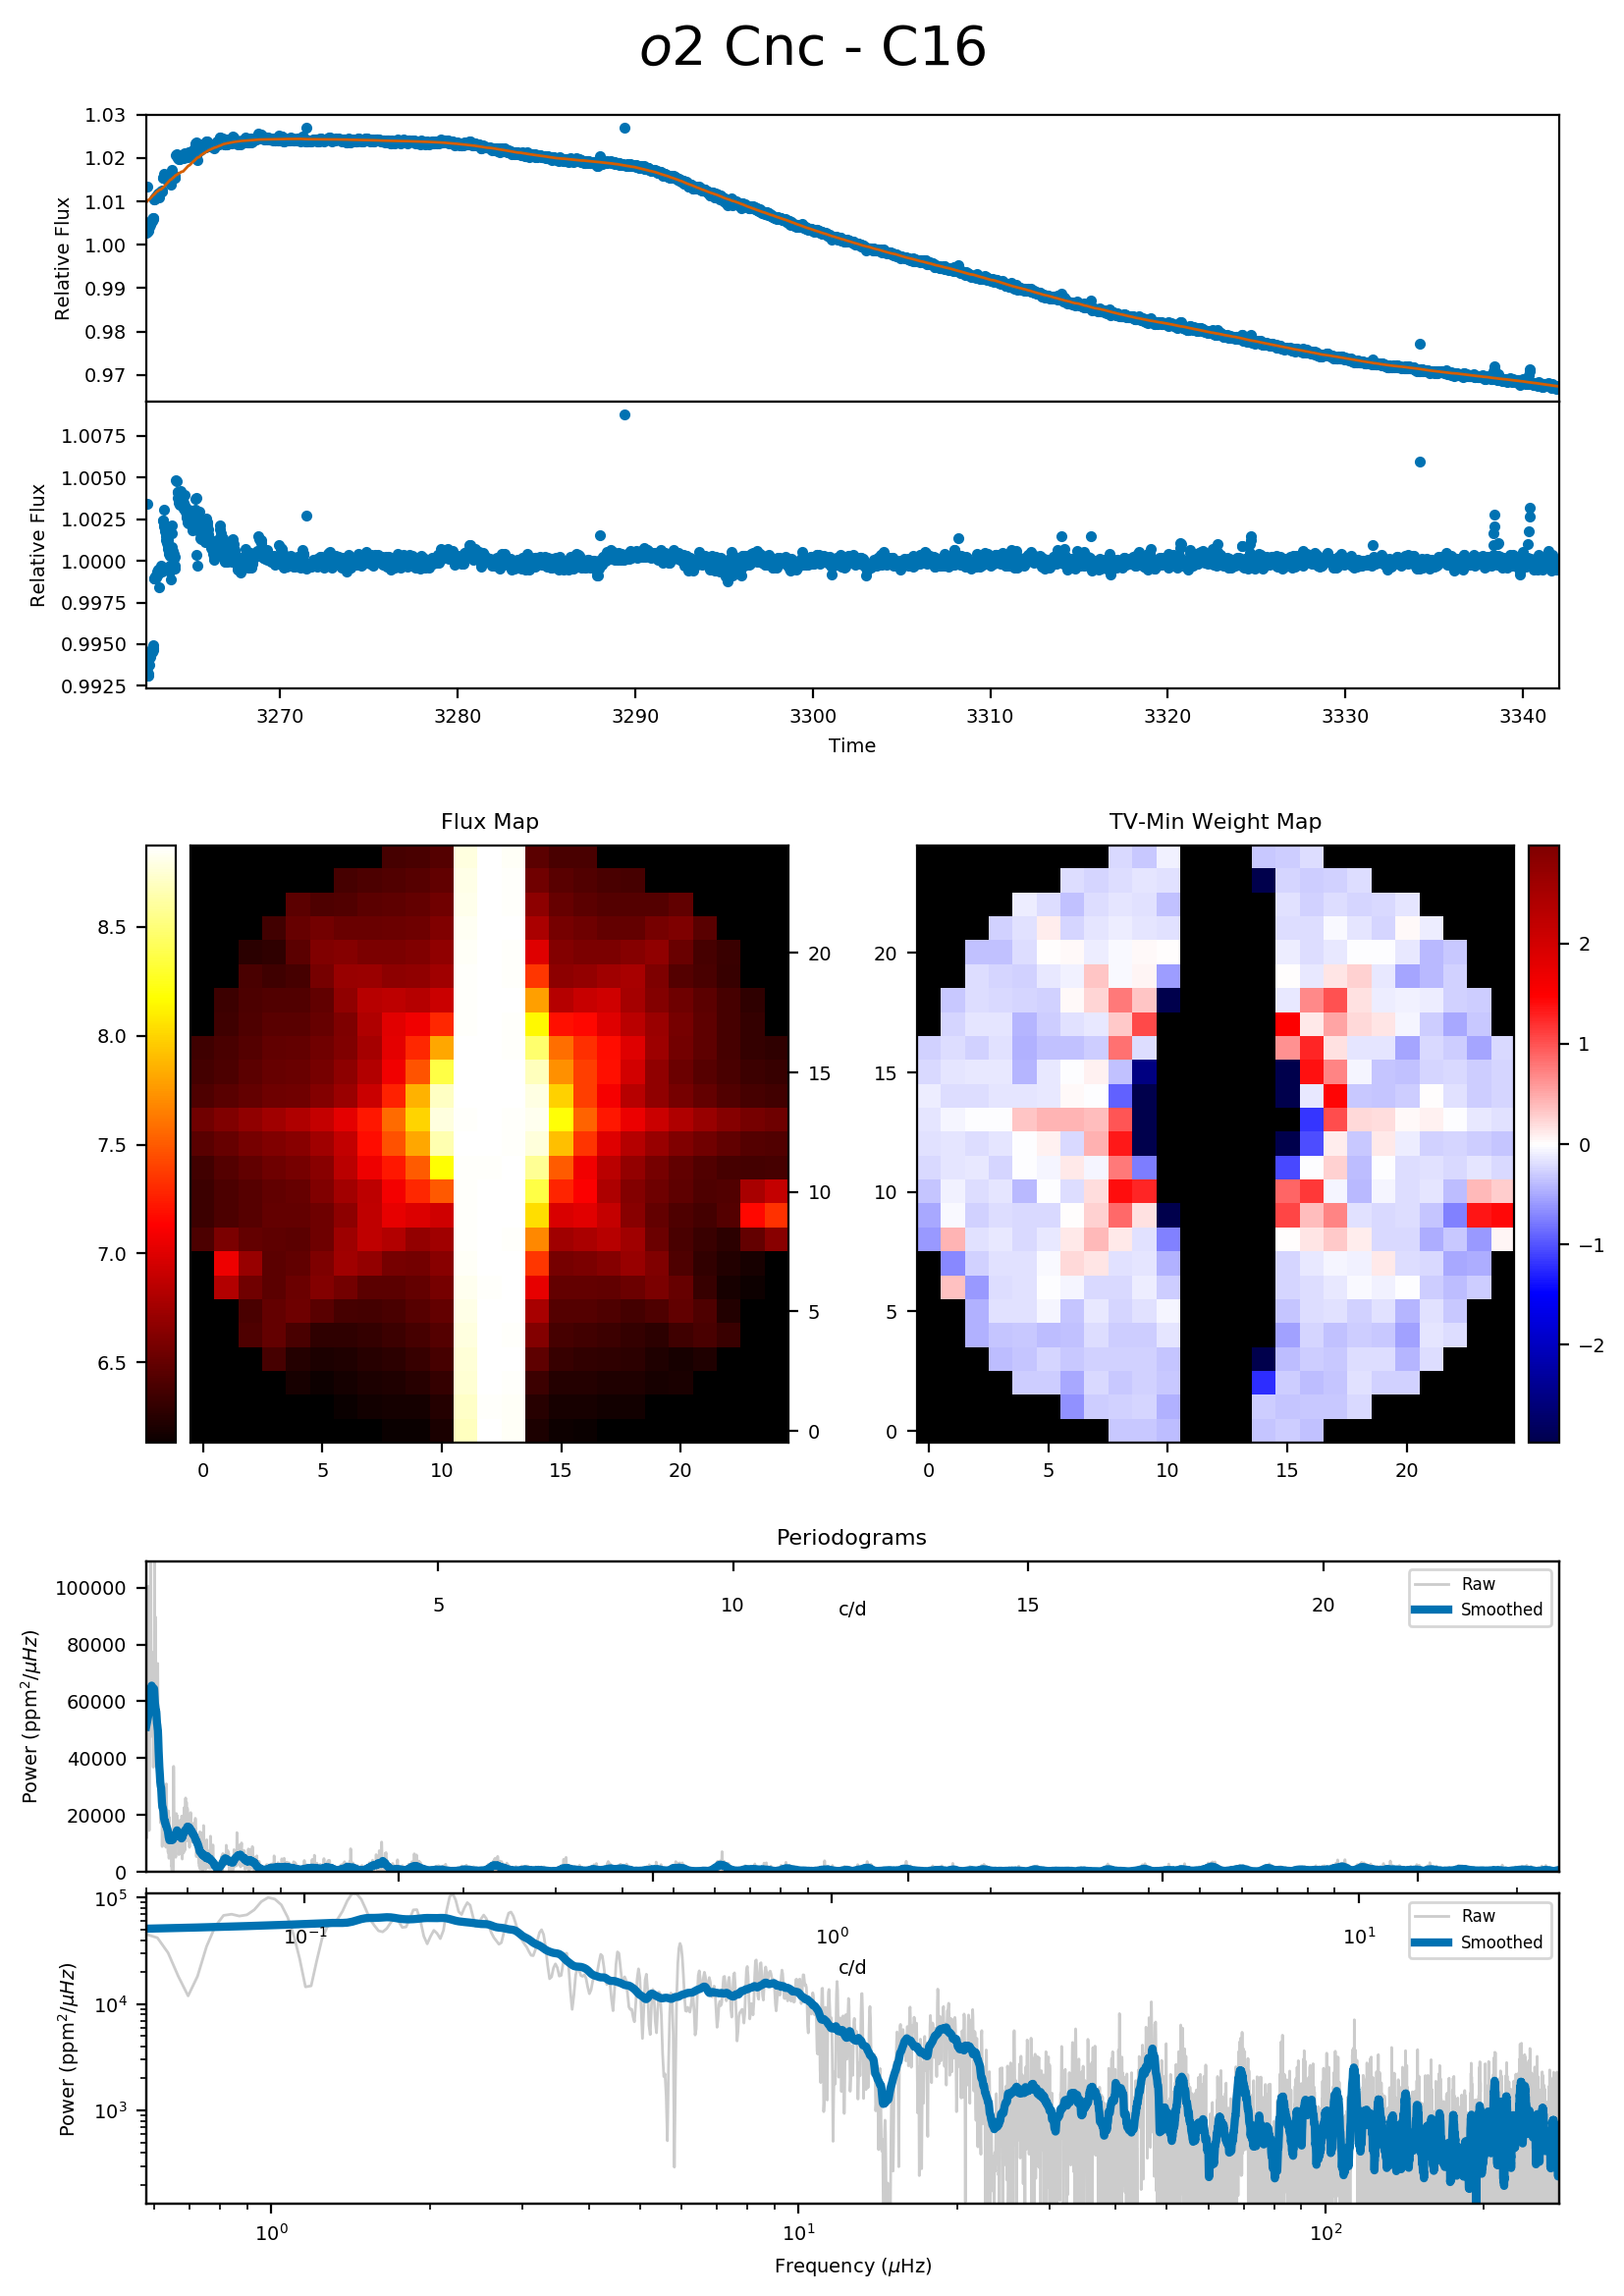 o2 Cnc - C16
1.03
1.02
1.01
1.00
0.99
0.98
0.97
Relative Flux
1.0075
1.0050
1.0025
1.0000
0.9975
0.9950
0.9925
Relative Flux
3270 3280 3290 3300 3310 3320 3330 3340
Time
Flux Map
8.5
8.0
7.5
7.0
6.5
20
15
10
5
0
0 5 10 15 20
TV-Min Weight Map
20
15
10
5
0
0 5 10 15 20
2
1
0
−1
−2
Periodograms
100000
80000
60000
40000
20000
0
Power (ppm²/μHz)
5 10 15 20
c/d
Raw
Smoothed
10⁵
10⁴
10³
Power (ppm²/μHz)
10⁻¹ 10⁰ 10¹
c/d
Raw
Smoothed
10⁰ 10¹ 10²
Frequency (μHz)